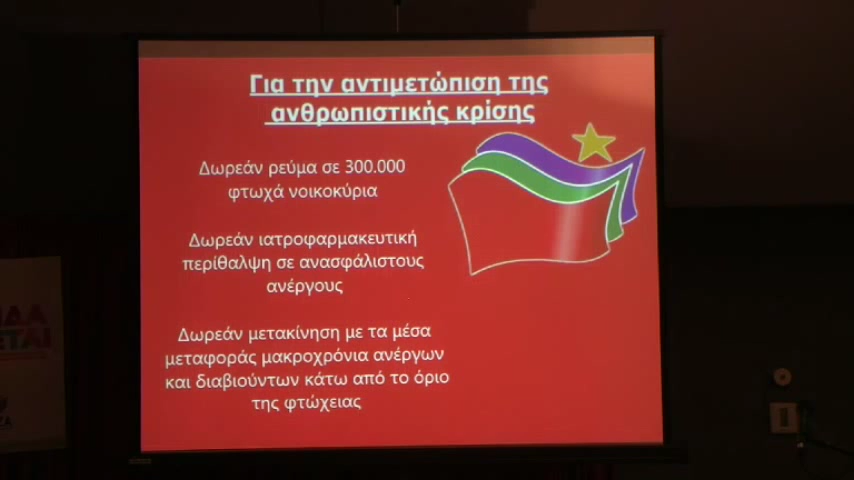 Για την αντιμετώπιση της
ανθρωπιστικής κρίσης
Δωρεάν ρεύμα σε 300.000
φτωχά νοικοκύρια
Δωρεάν ιατροφαρμακευτική
περίθαλψη σε ανασφάλιστους
ανέργους
Δωρεάν μετακίνηση με τα μέσα
μεταφοράς μακροχρόνια ανέργων
και διαβιούντων κάτω από το όριο
της φτώχειας